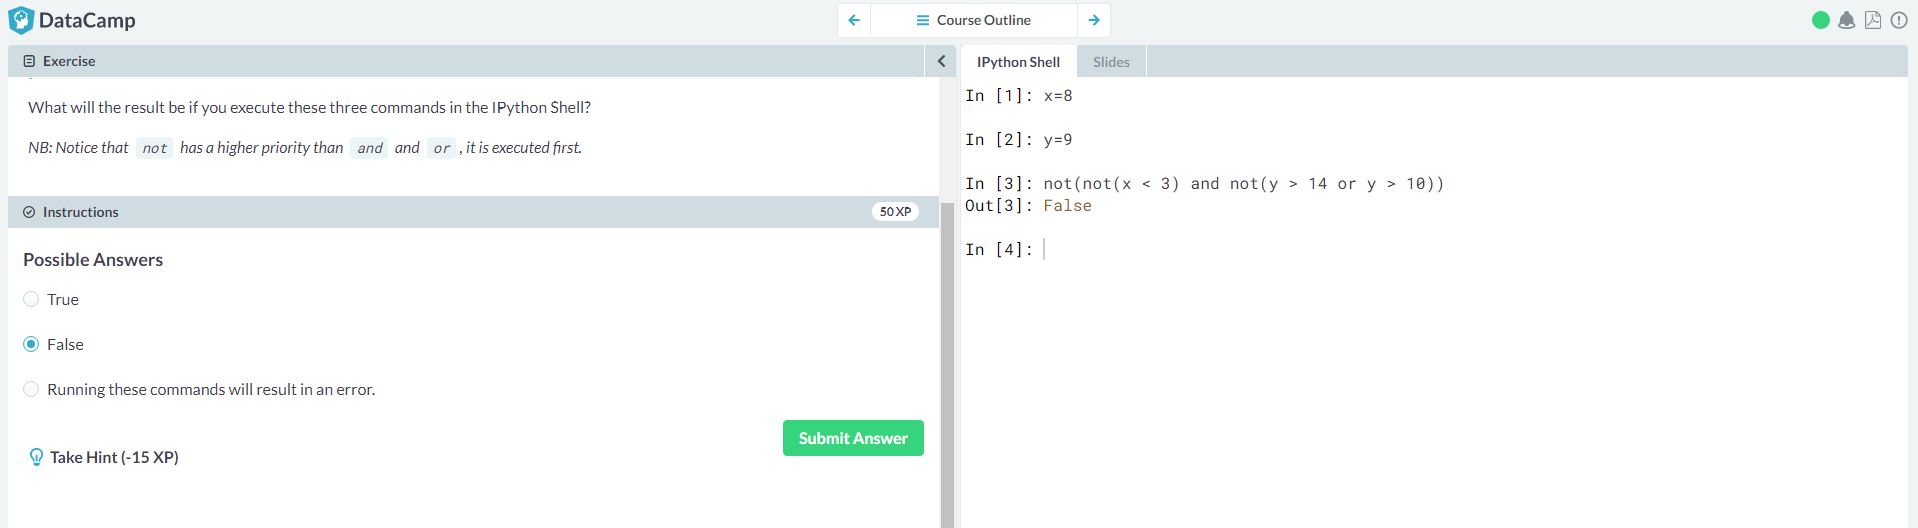 DataCamp
Course Outline
Exercise
What will the result be if you execute these three commands in the IPython Shell?
NB: Notice that not has a higher priority than and and or , it is executed first.
Instructions
50 XP
Possible Answers
True
False
Running these commands will result in an error.
Submit Answer
Take Hint (-15 XP)
IPython Shell
Slides
In [1]: x=8
In [2]: y=9
In [3]: not(not(x < 3) and not(y > 14 or y > 10))
Out[3]: False
In [4]: